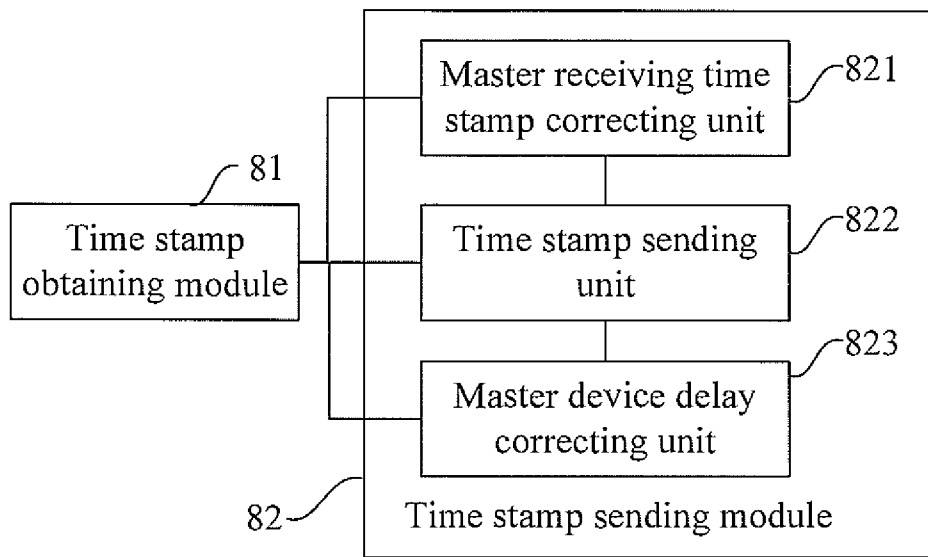 Master receiving time
stamp correcting unit
821
81
Time stamp
obtaining module
Time stamp sending
unit
822
Master device delay
correcting unit
823
82
Time stamp sending module